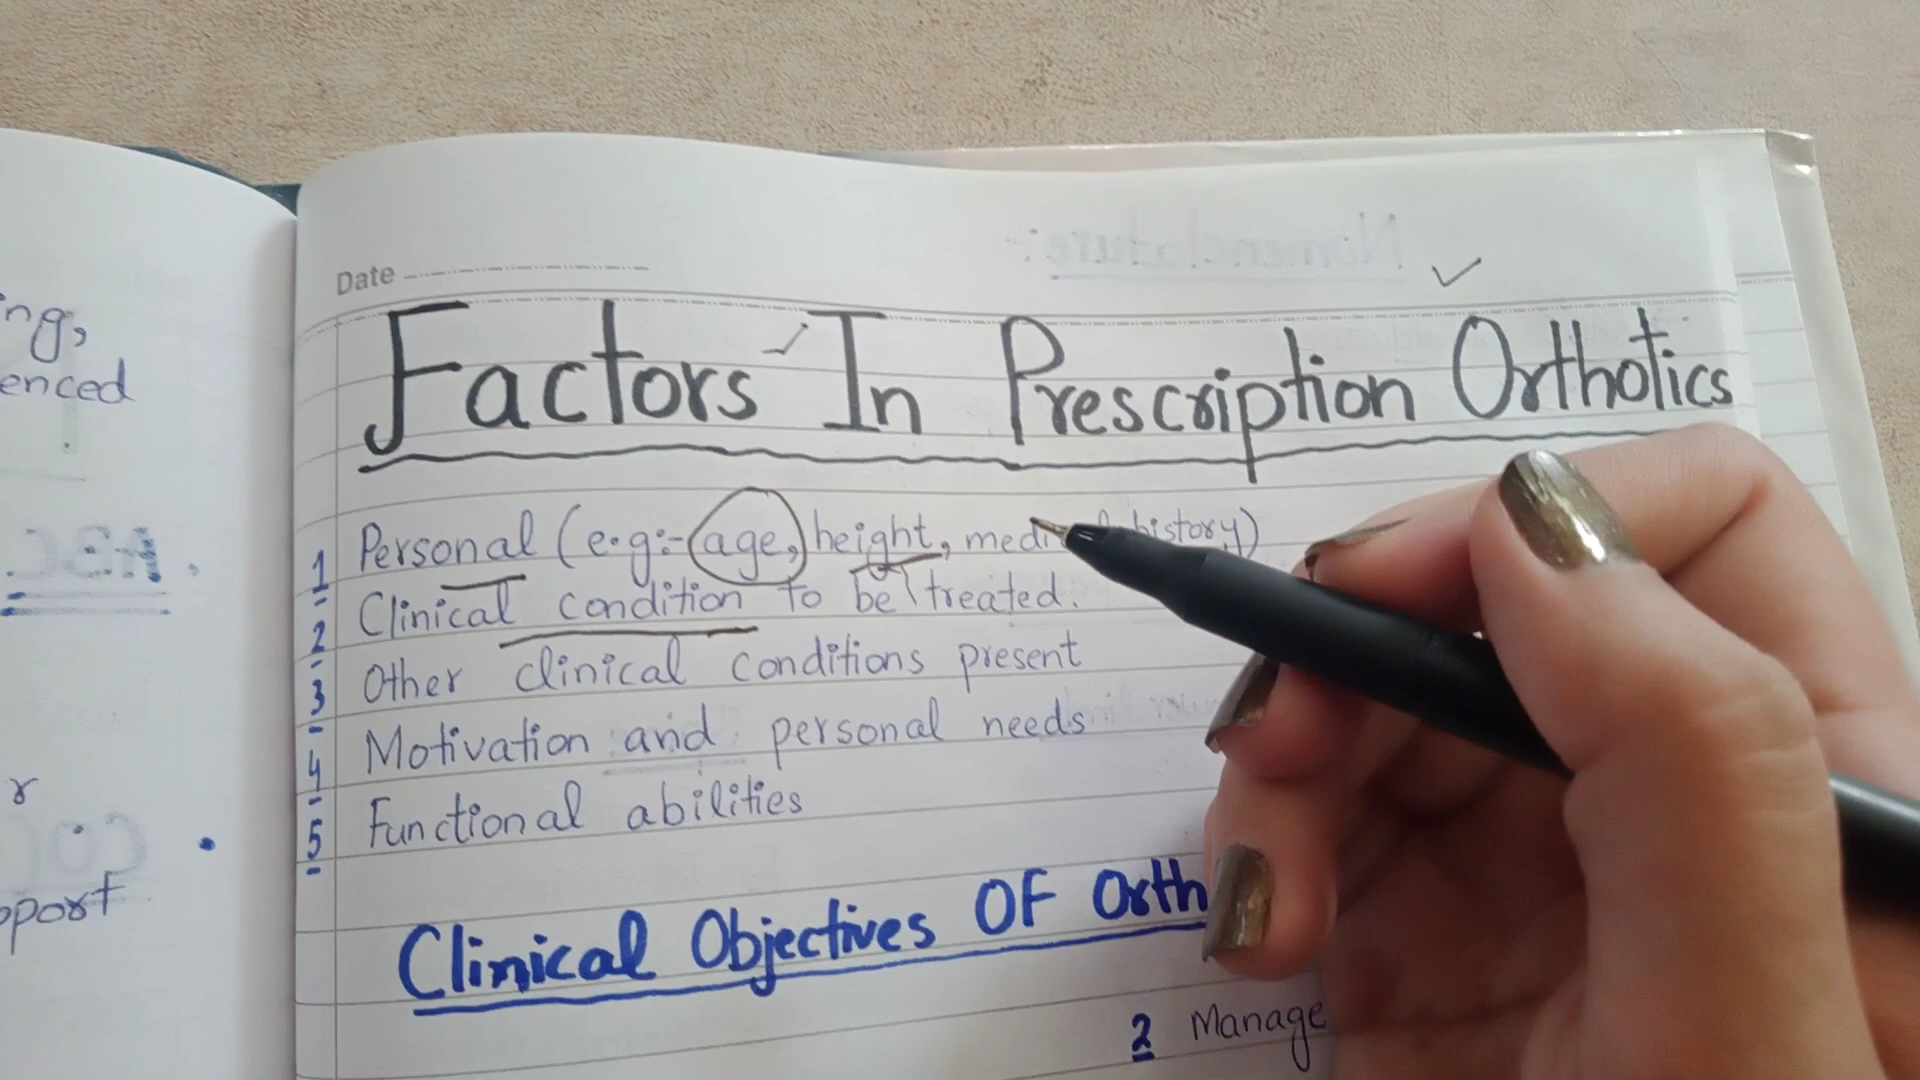 ng,
enced
r
pport
Date
Factors In Prescription Orthotics
1 Personal (e.g:- age, height, medi history)
2 Clinical condition to be treated.
3 Other clinical conditions present
4 Motivation and personal needs
5 Functional abilities
Clinical Objectives OF Orth
2 Manage